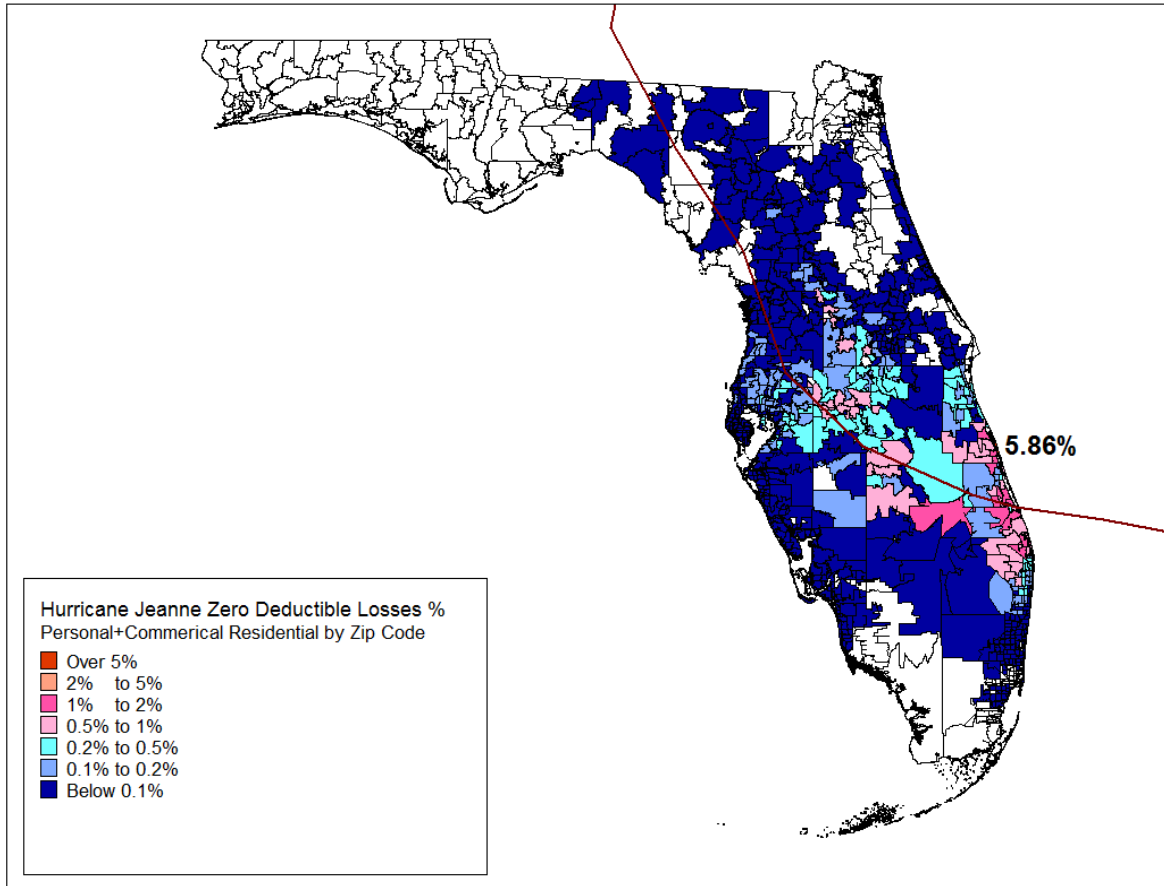 5.86%
Hurricane Jeanne Zero Deductible Losses %
Personal+Commerical Residential by Zip Code
Over 5%
2% to 5%
1% to 2%
0.5% to 1%
0.2% to 0.5%
0.1% to 0.2%
Below 0.1%